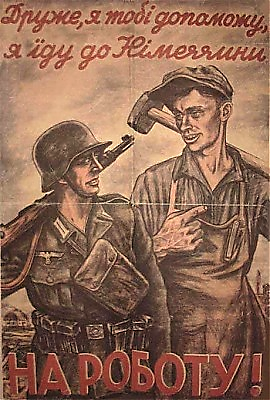 Друже, я тобі допоможу,
я їду до Німеччини
НА РОБОТУ!